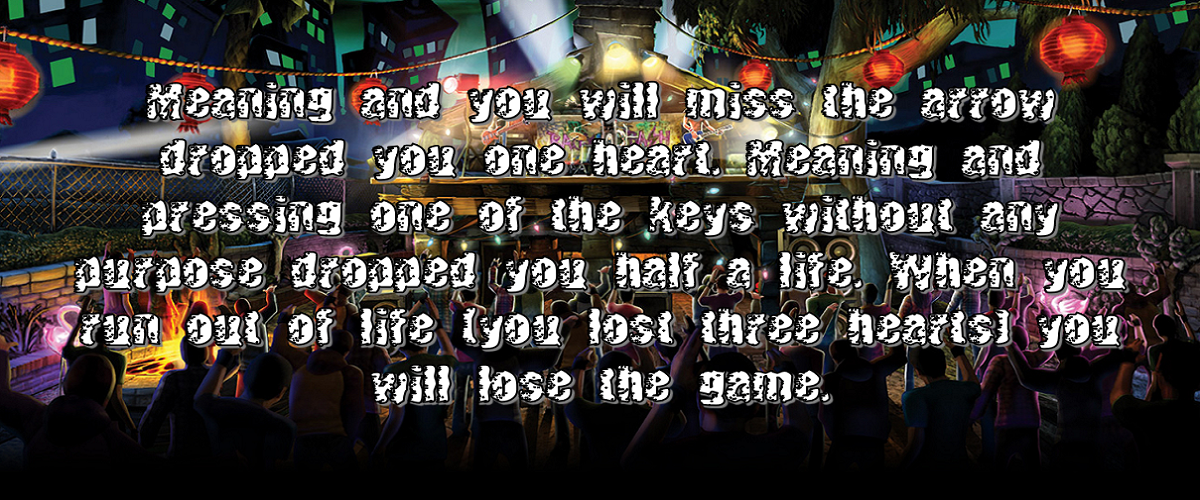 Meaning and you will miss the arrow
dropped you one heart. Meaning and
pressing one of the keys without any
purpose dropped you half a life. When you
run out of life (you lost three hearts) you
will lose the game.